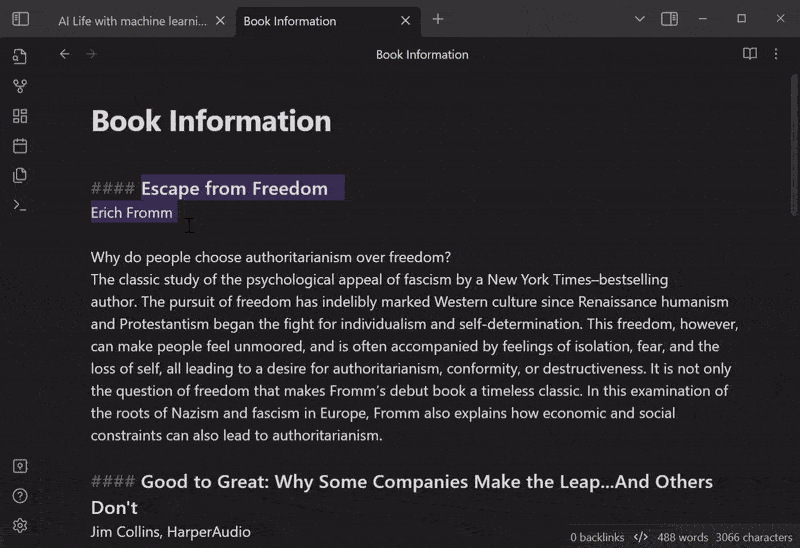 AI Life with machine learni...
Book Information
Book Information
Book Information
#### Escape from Freedom
Erich Fromm
Why do people choose authoritarianism over freedom?
The classic study of the psychological appeal of fascism by a New York Times–bestselling
author. The pursuit of freedom has indelibly marked Western culture since Renaissance humanism
and Protestantism began the fight for individualism and self-determination. This freedom, however,
can make people feel unmoored, and is often accompanied by feelings of isolation, fear, and the
loss of self, all leading to a desire for authoritarianism, conformity, or destructiveness. It is not only
the question of freedom that makes Fromm's debut book a timeless classic. In this examination of
the roots of Nazism and fascism in Europe, Fromm also explains how economic and social
constraints can also lead to authoritarianism.
#### Good to Great: Why Some Companies Make the Leap...And Others
Don't
Jim Collins, HarperAudio
0 backlinks </> 488 words 3066 characters